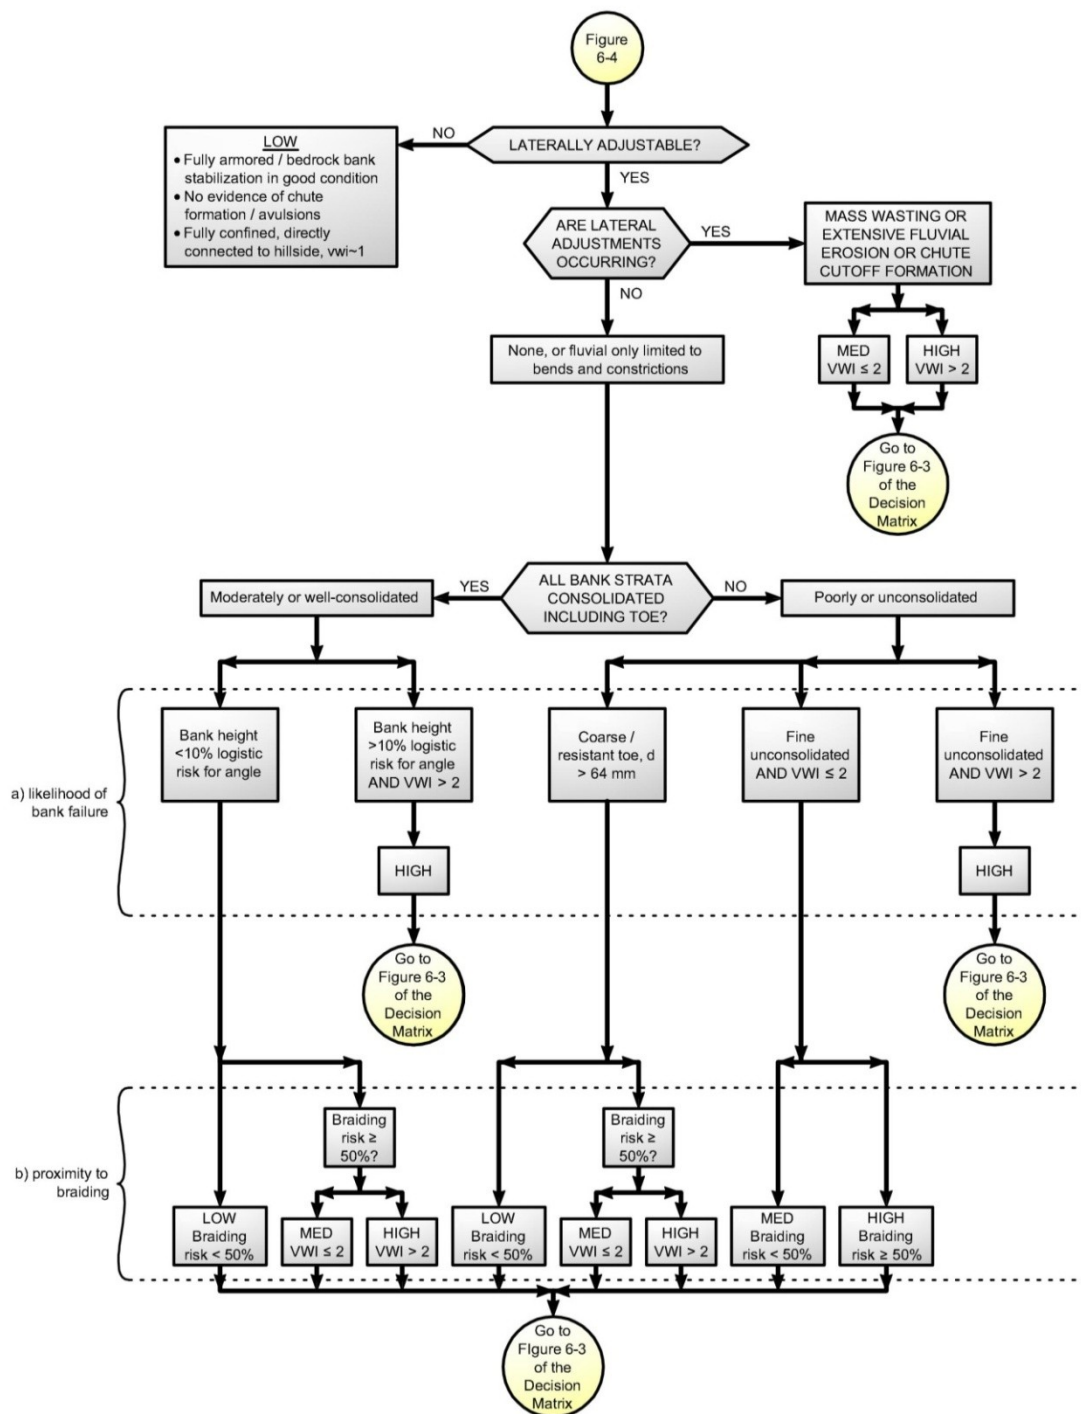 Figure
6-4
LATERALLY ADJUSTABLE?
NO
YES
LOW
• Fully armored / bedrock bank
stabilization in good condition
• No evidence of chute
formation / avulsions
• Fully confined, directly
connected to hillside, vwi~1
ARE LATERAL
ADJUSTMENTS
OCCURRING?
YES
NO
MASS WASTING OR
EXTENSIVE FLUVIAL
EROSION OR CHUTE
CUTOFF FORMATION
MED
VWI ≤ 2
HIGH
VWI > 2
Go to
Figure 6-3
of the
Decision
Matrix
None, or fluvial only limited to
bends and constrictions
ALL BANK STRATA
CONSOLIDATED
INCLUDING TOE?
YES
NO
Moderately or well-consolidated
Poorly or unconsolidated
a) likelihood of
bank failure
Bank height
<10% logistic
risk for angle
Bank height
>10% logistic
risk for angle
AND VWI > 2
Coarse /
resistant toe, d
> 64 mm
Fine
unconsolidated
AND VWI ≤ 2
Fine
unconsolidated
AND VWI > 2
HIGH
HIGH
Go to
Figure 6-3
of the
Decision
Matrix
Go to
Figure 6-3
of the
Decision
Matrix
b) proximity to
braiding
Braiding
risk ≥
50%?
Braiding
risk ≥
50%?
LOW
Braiding
risk < 50%
MED
VWI ≤ 2
HIGH
VWI > 2
LOW
Braiding
risk < 50%
MED
VWI ≤ 2
HIGH
VWI > 2
MED
Braiding
risk < 50%
HIGH
Braiding
risk ≥ 50%
Go to
FIgure 6-3
of the
Decision
Matrix